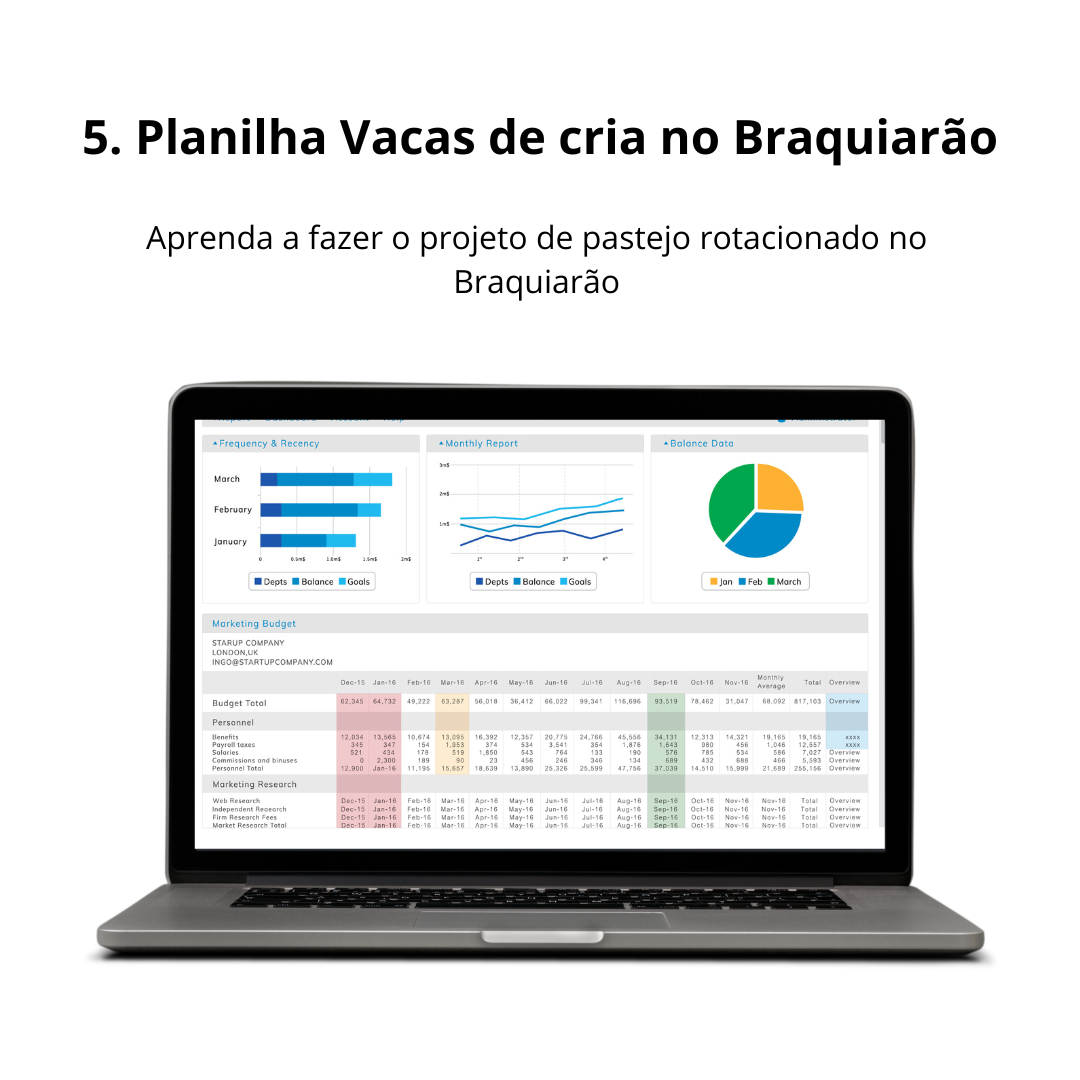 5. Planilha Vacas de cria no Braquiarão
Aprenda a fazer o projeto de pastejo rotacionado no
Braquiarão
Frequency & Recency
March
February
January
0 0.5m$ 1.0m$ 1.5m$ 2m$
Depts Balance Goals
Monthly Report
3m$
2m$
1m$
1st 2nd 3rd 4th
Depts Balance Goals
Balance Data
Jan Feb March
Marketing Budget
STARUP COMPANY
LONDON,UK
INGO@STARTUPCOMPANY.COM
Dec-15 Jan-16 Feb-16 Mar-16 Apr-16 May-16 Jun-16 Jul-16 Aug-16 Sep-16 Oct-16 Nov-16 Monthly Average Total Overview
Budget Total 62,345 64,732 49,222 63,287 56,018 36,412 66,022 99,341 116,696 93,519 78,462 31,047 68,092 817,103 Overview
Personnel
Benefits 12,034 13,565 10,674 13,095 16,392 12,357 20,775 24,766 45,556 34,131 12,313 14,321 19,165 19,165 xxxx
Payroll taxes 345 347 154 1,953 374 534 3,541 354 1,876 1,643 980 456 1,046 12,557 xxxx
Salaries 521 434 178 519 1,850 543 764 133 190 576 785 534 586 7,027 Overview
Commissions and binuses 0 2,300 189 90 23 456 246 346 134 689 432 688 466 5,593 Overview
Personnel Total 12,900 Jan-16 11,195 15,657 18,639 13,890 25,326 25,599 47,756 37,039 14,510 15,999 21,689 255,156 Overview
Marketing Research
Web Research Dec-15 Jan-16 Feb-16 Mar-16 Apr-16 May-16 Jun-16 Jul-16 Aug-16 Sep-16 Oct-16 Nov-16 Nov-16 Total Overview
Independent Research Dec-15 Jan-16 Feb-16 Mar-16 Apr-16 May-16 Jun-16 Jul-16 Aug-16 Sep-16 Oct-16 Nov-16 Nov-16 Total Overview
Firm Research Fees Dec-15 Jan-16 Feb-16 Mar-16 Apr-16 May-16 Jun-16 Jul-16 Aug-16 Sep-16 Oct-16 Nov-16 Nov-16 Total Overview
Market Research Total Dec-15 Jan-16 Feb-16 Mar-16 Apr-16 May-16 Jun-16 Jul-16 Aug-16 Sep-16 Oct-16 Nov-16 Nov-16 Total Overview